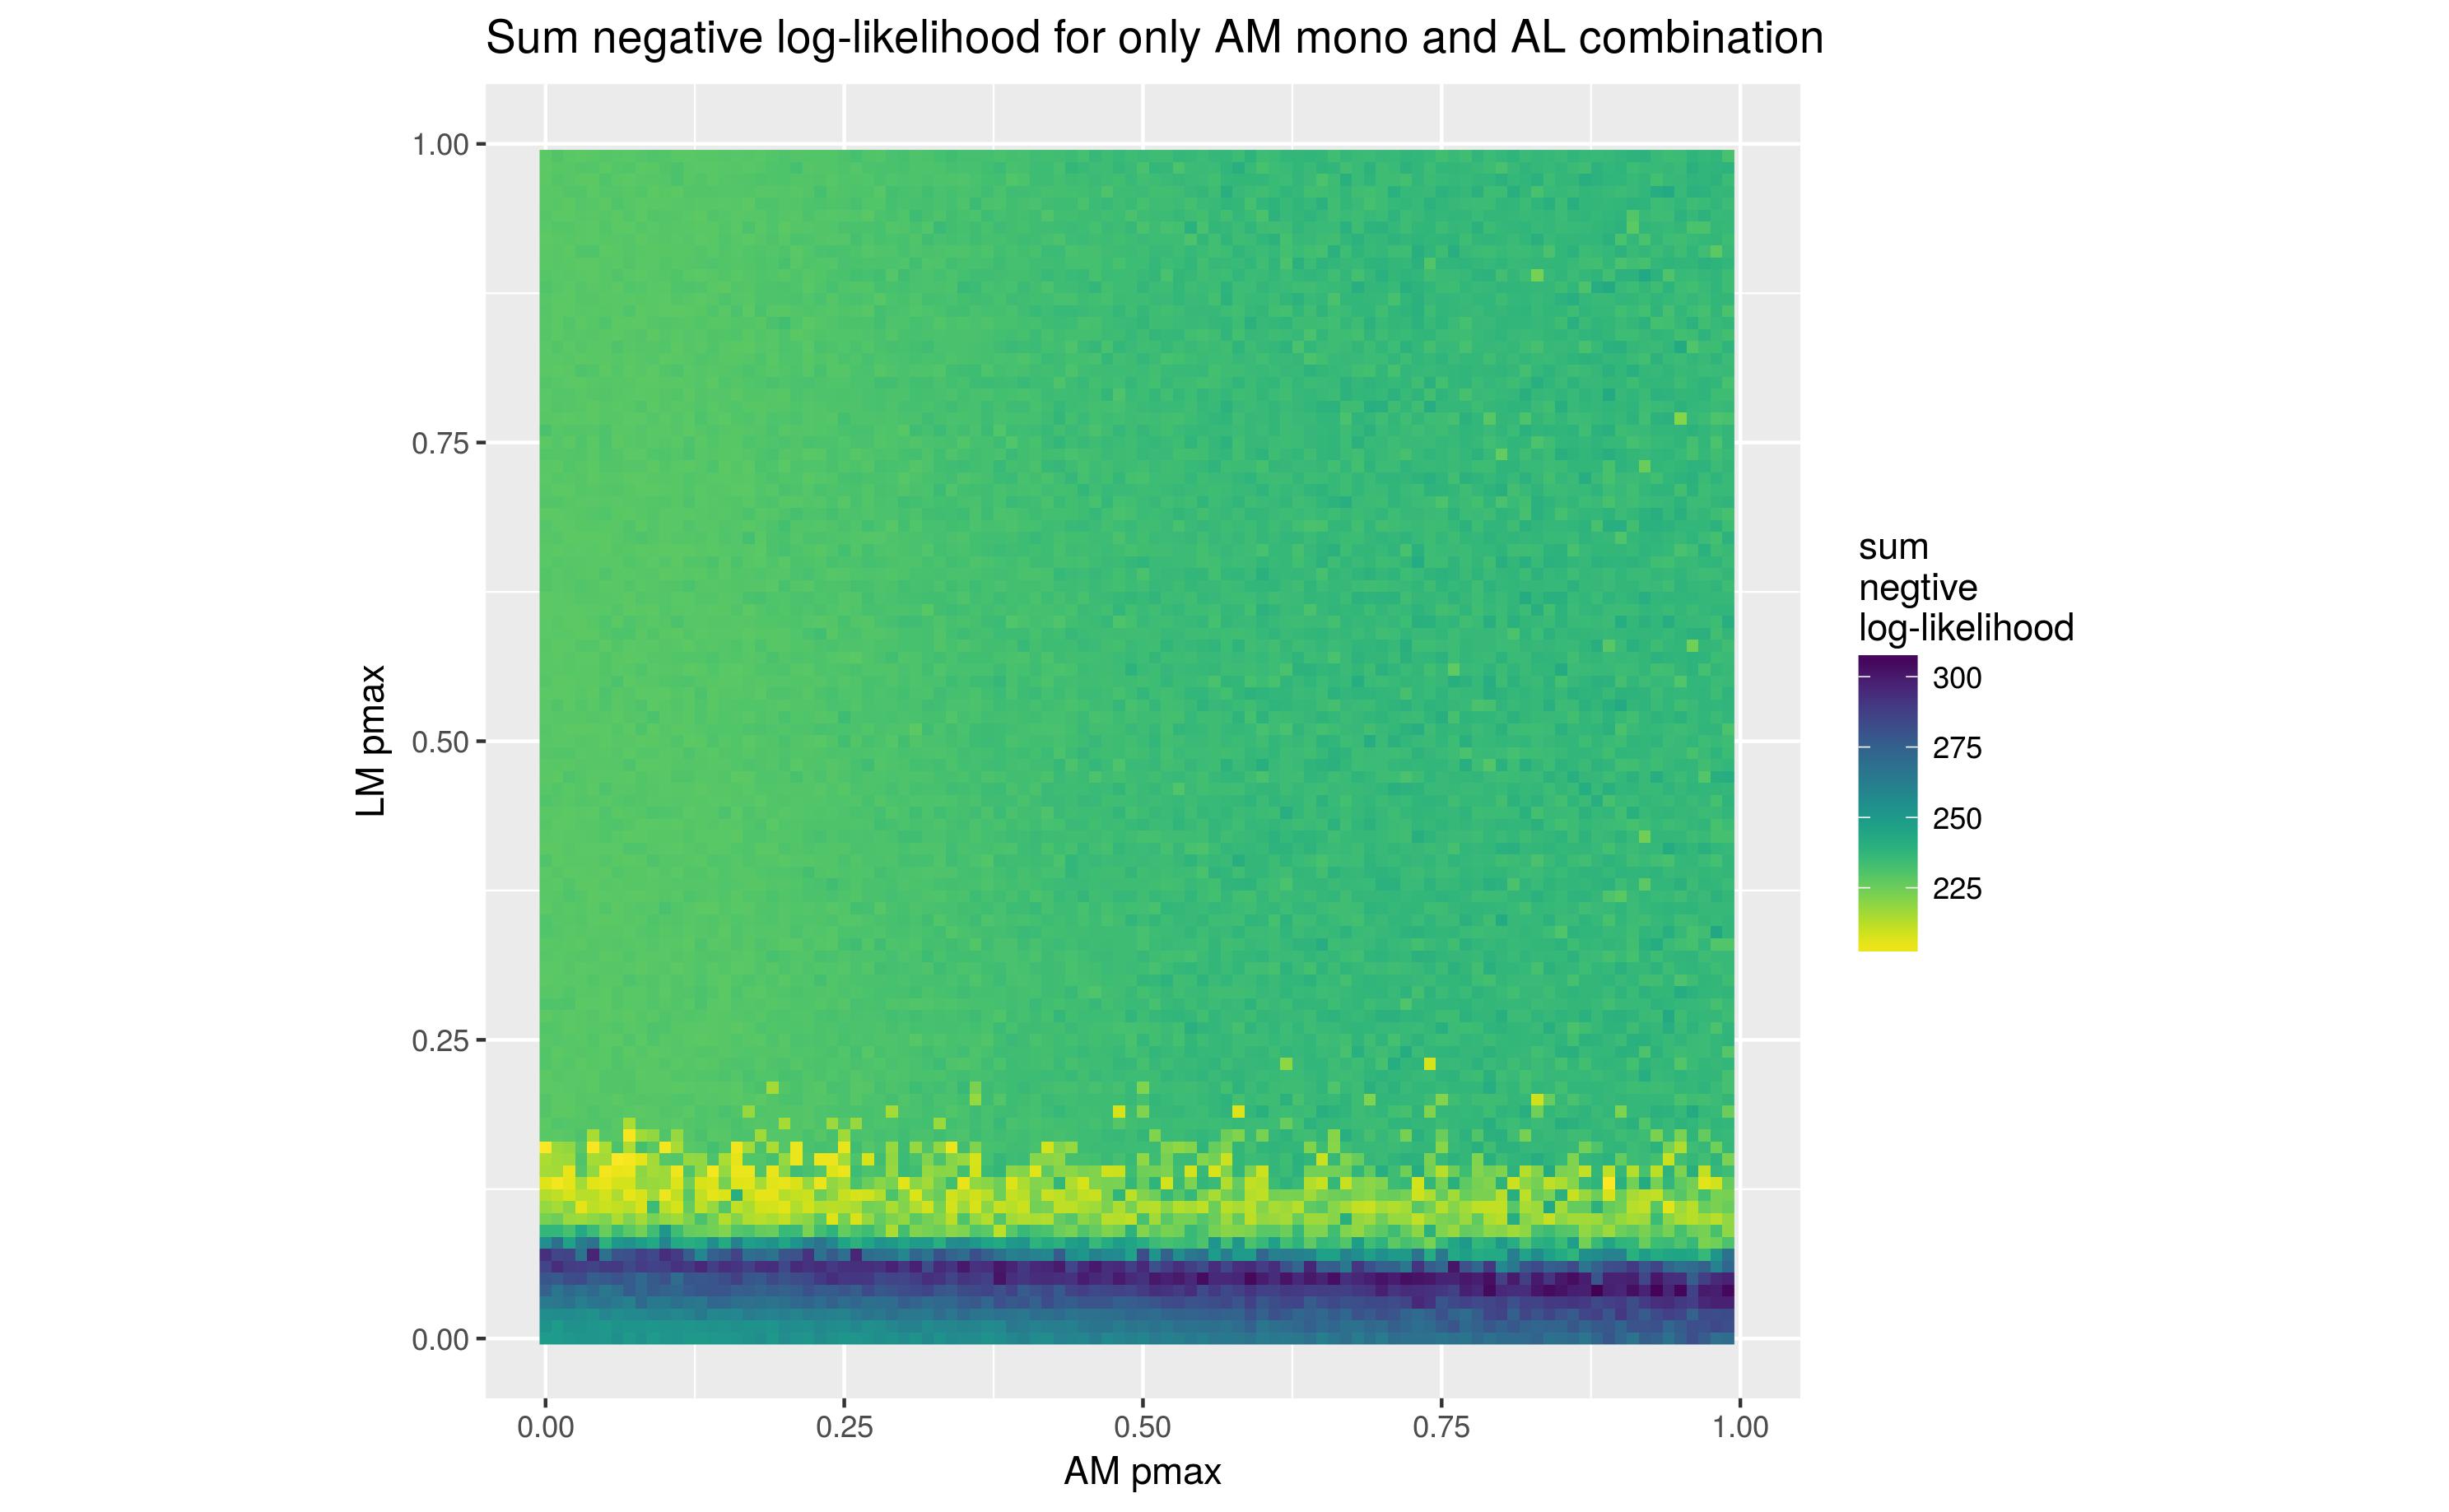 Sum negative log-likelihood for only AM mono and AL combination
1.00
0.75
0.50
0.25
0.00
LM pmax
0.00 0.25 0.50 0.75 1.00
AM pmax
sum
negtive
log-likelihood
300
275
250
225